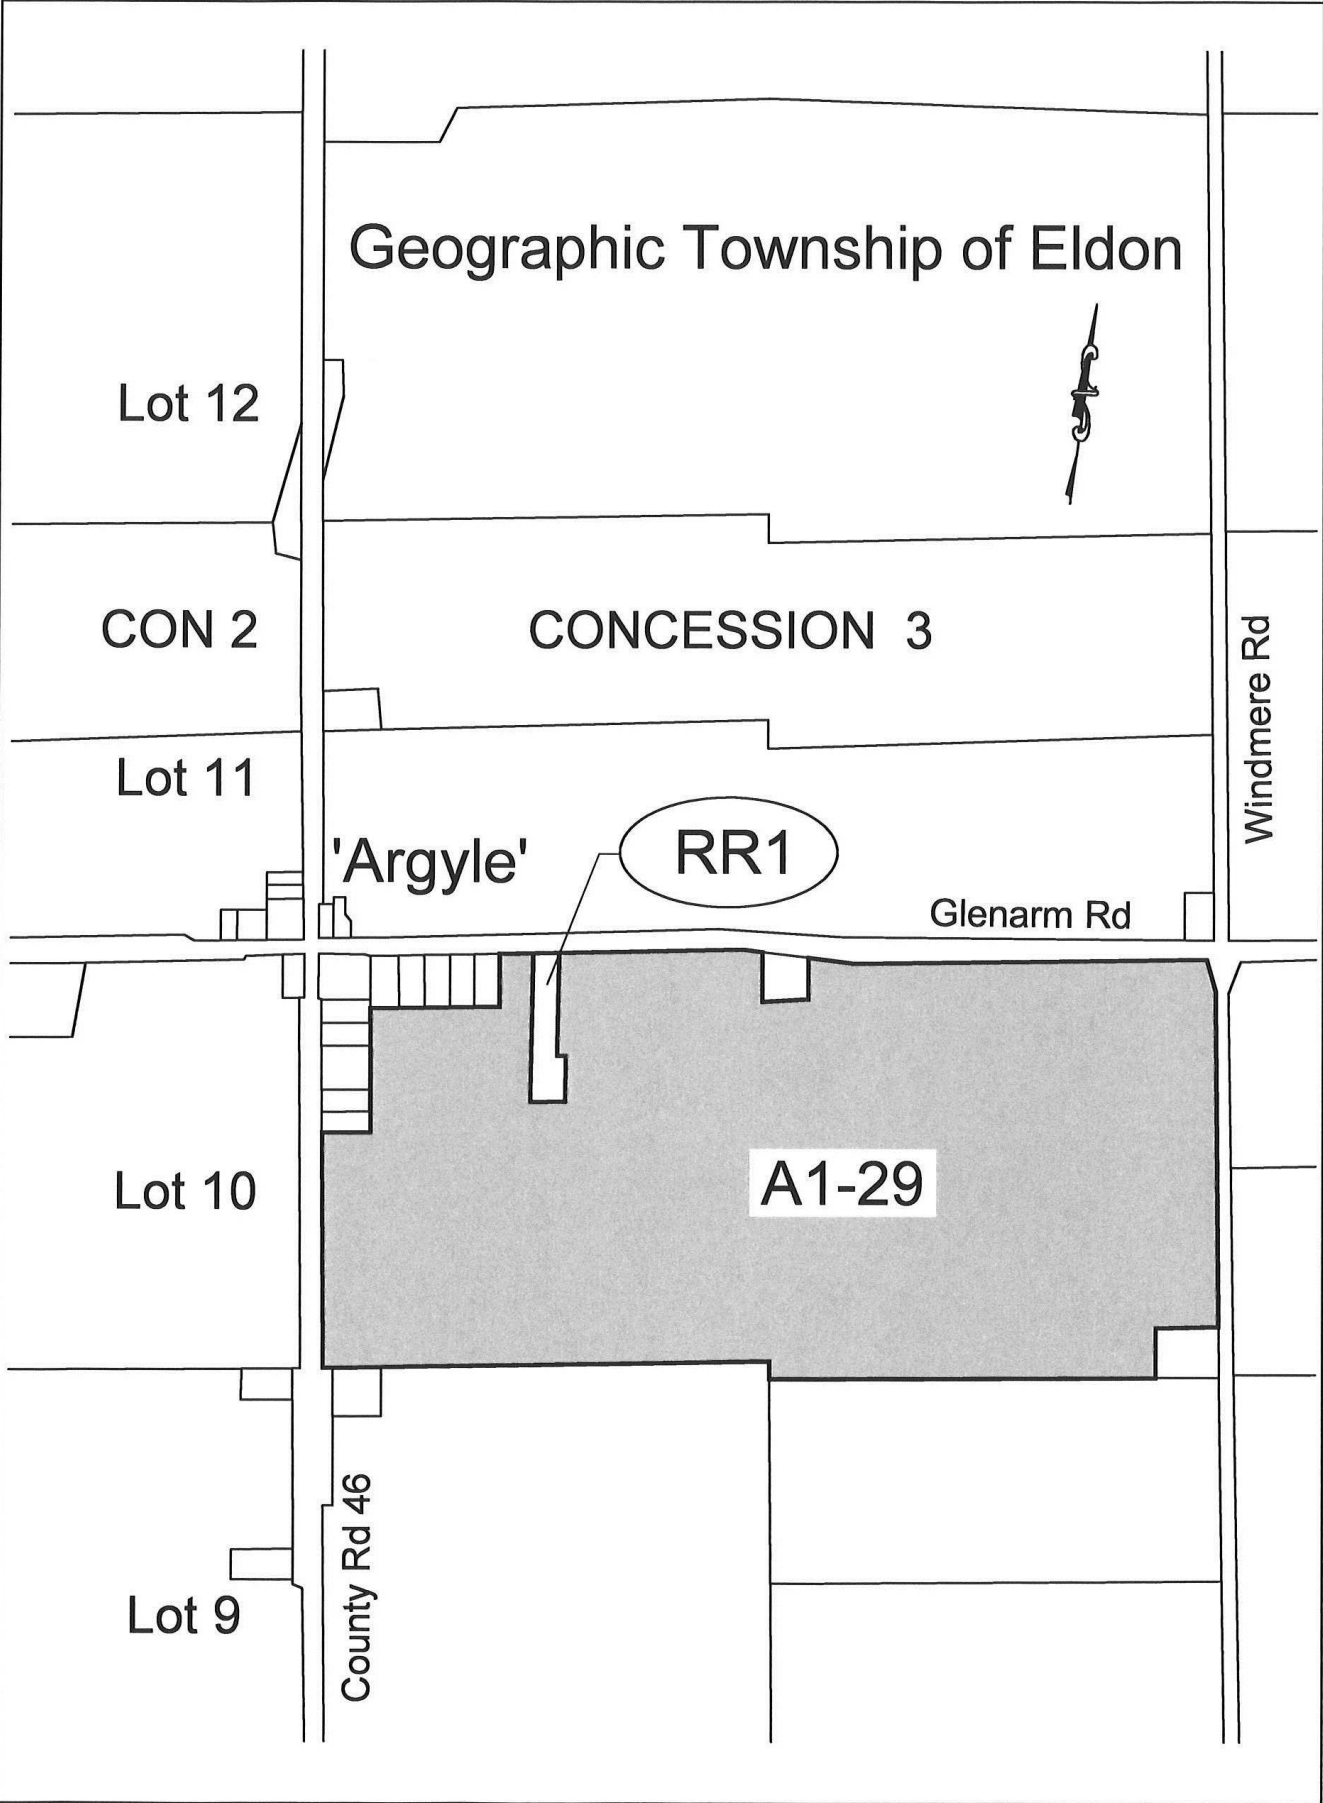 Geographic Township of Eldon
Lot 12
CON 2
CONCESSION 3
Windmere Rd
Lot 11
'Argyle'
RR1
Glenarm Rd
Lot 10
A1-29
County Rd 46
Lot 9